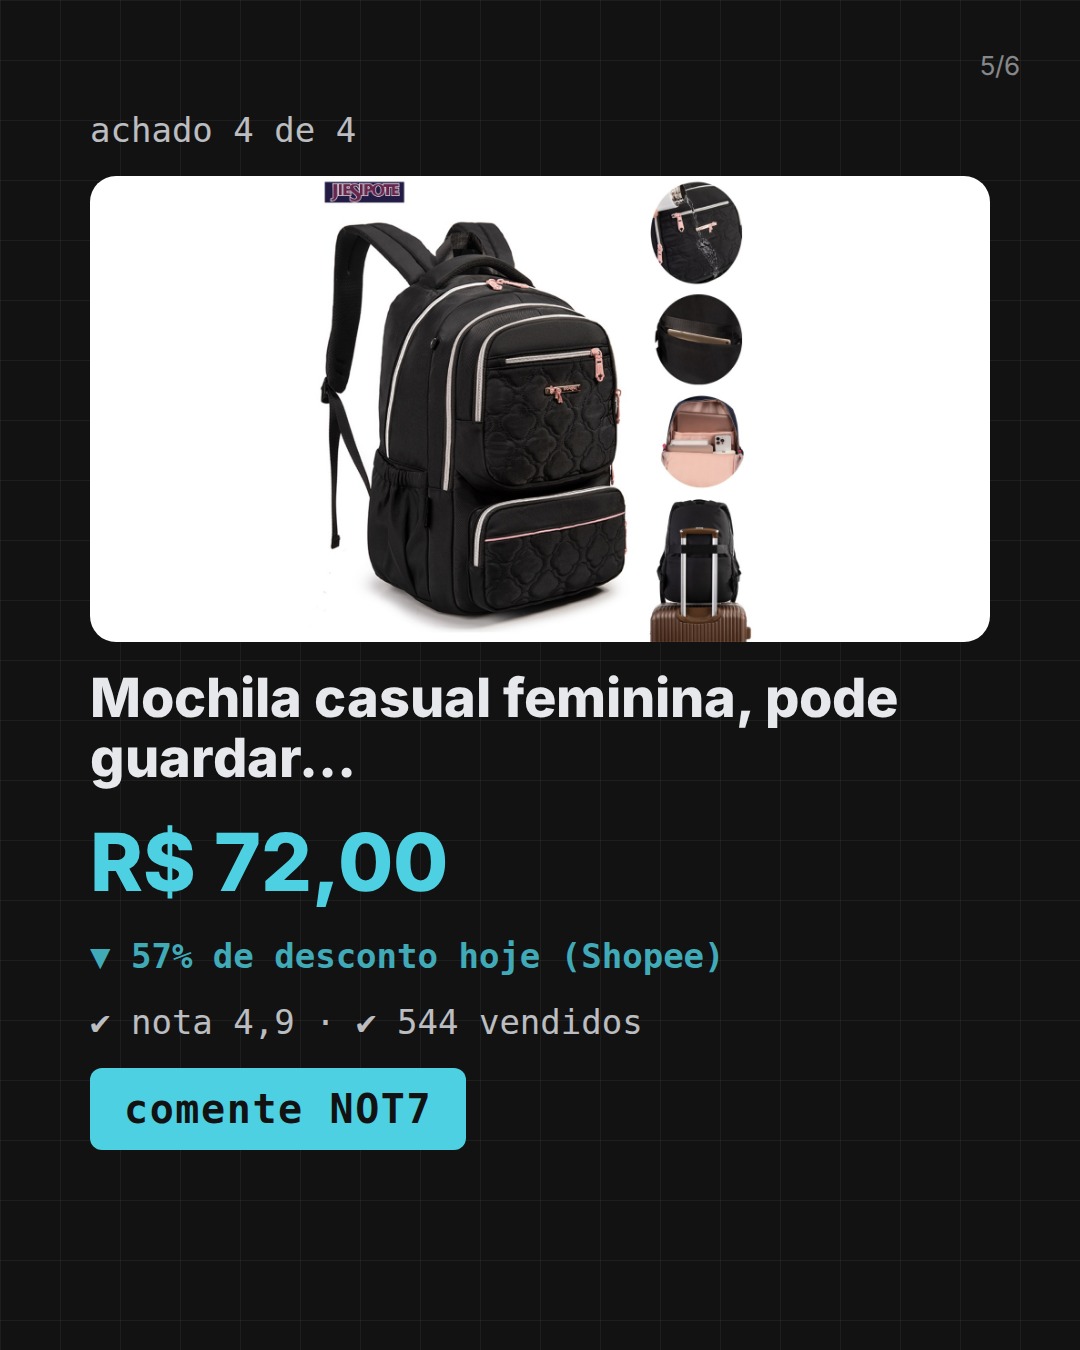 5/6
achado 4 de 4
JIESIPOTE
Mochila casual feminina, pode
guardar...
R$ 72,00
▼ 57% de desconto hoje (Shopee)
✔ nota 4,9 · ✔ 544 vendidos
comente NOT7